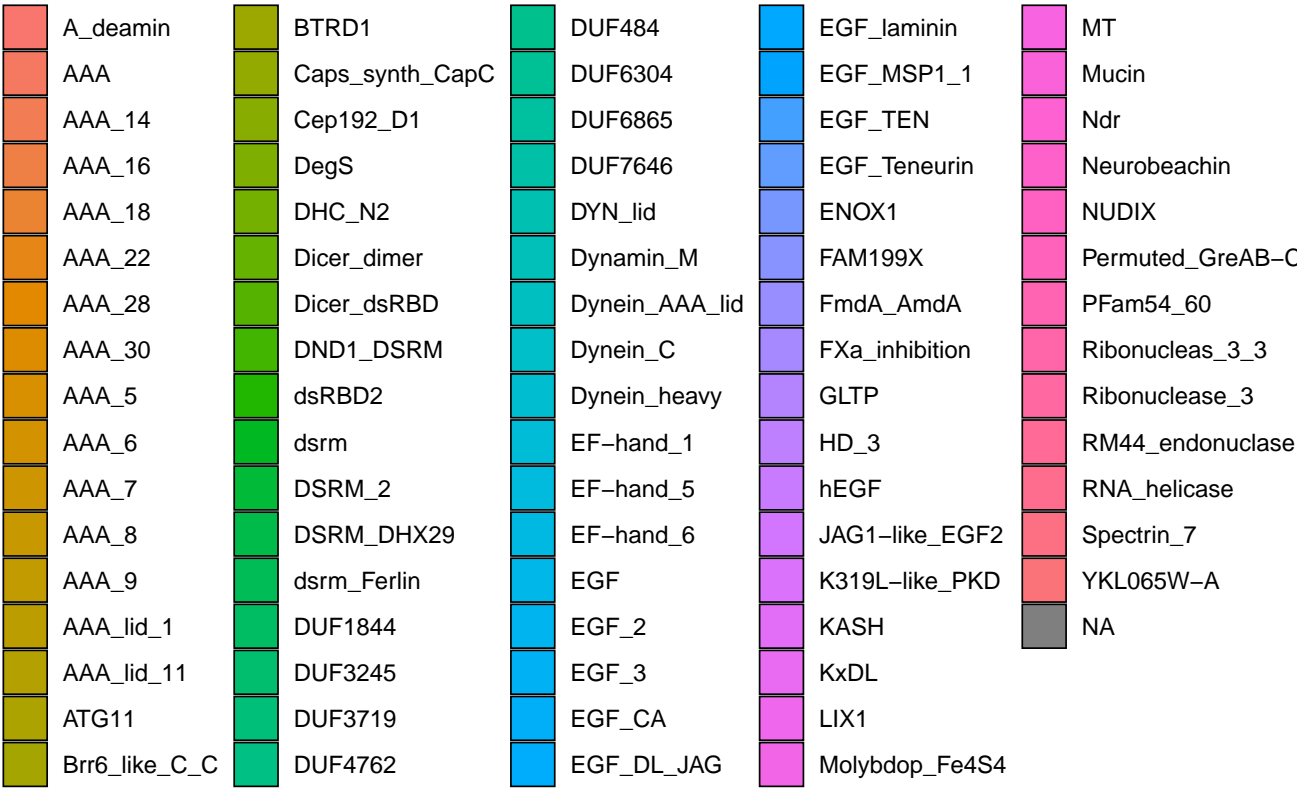 A_deamin
AAA
AAA_14
AAA_16
AAA_18
AAA_22
AAA_28
AAA_30
AAA_5
AAA_6
AAA_7
AAA_8
AAA_9
AAA_lid_1
AAA_lid_11
ATG11
Brr6_like_C_C
BTRD1
Caps_synth_CapC
Cep192_D1
DegS
DHC_N2
Dicer_dimer
Dicer_dsRBD
DND1_DSRM
dsRBD2
dsrm
DSRM_2
DSRM_DHX29
dsrm_Ferlin
DUF1844
DUF3245
DUF3719
DUF4762
DUF484
DUF6304
DUF6865
DUF7646
DYN_lid
Dynamin_M
Dynein_AAA_lid
Dynein_C
Dynein_heavy
EF−hand_1
EF−hand_5
EF−hand_6
EGF
EGF_2
EGF_3
EGF_CA
EGF_DL_JAG
EGF_laminin
EGF_MSP1_1
EGF_TEN
EGF_Teneurin
ENOX1
FAM199X
FmdA_AmdA
FXa_inhibition
GLTP
HD_3
hEGF
JAG1−like_EGF2
K319L−like_PKD
KASH
KxDL
LIX1
Molybdop_Fe4S4
MT
Mucin
Ndr
Neurobeachin
NUDIX
Permuted_GreAB−C
PFam54_60
Ribonucleas_3_3
Ribonuclease_3
RM44_endonuclase
RNA_helicase
Spectrin_7
YKL065W−A
NA